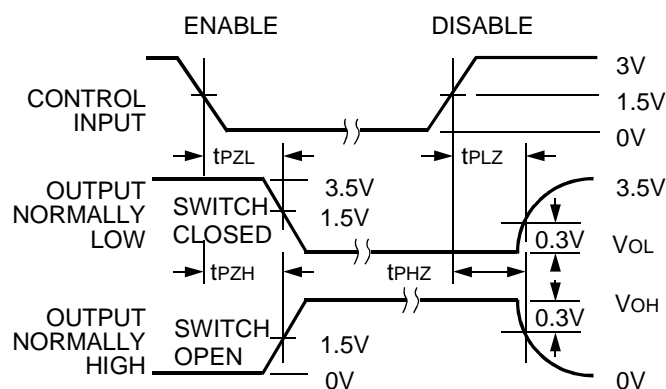 ENABLE
DISABLE
CONTROL
INPUT
3V
1.5V
0V
tPZL
tPLZ
OUTPUT
NORMALLY
LOW
SWITCH
CLOSED
3.5V
1.5V
3.5V
0.3V
VOL
tPZH
tPHZ
OUTPUT
NORMALLY
HIGH
SWITCH
OPEN
1.5V
0V
VOH
0.3V
0V